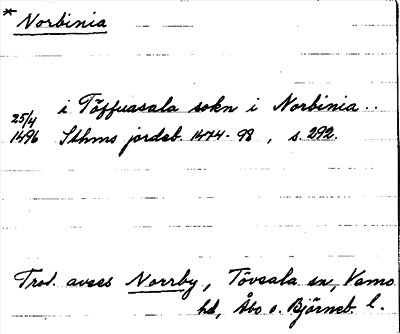 * Norbinia
i Töffuasala sokn i Norbinia..
25/4
1496 Sthms jordeb. 1474-98, s. 292.
Trol. avses Norrby, Tövsala sn, Vemo
hd, Åbo o. Björneb. l.